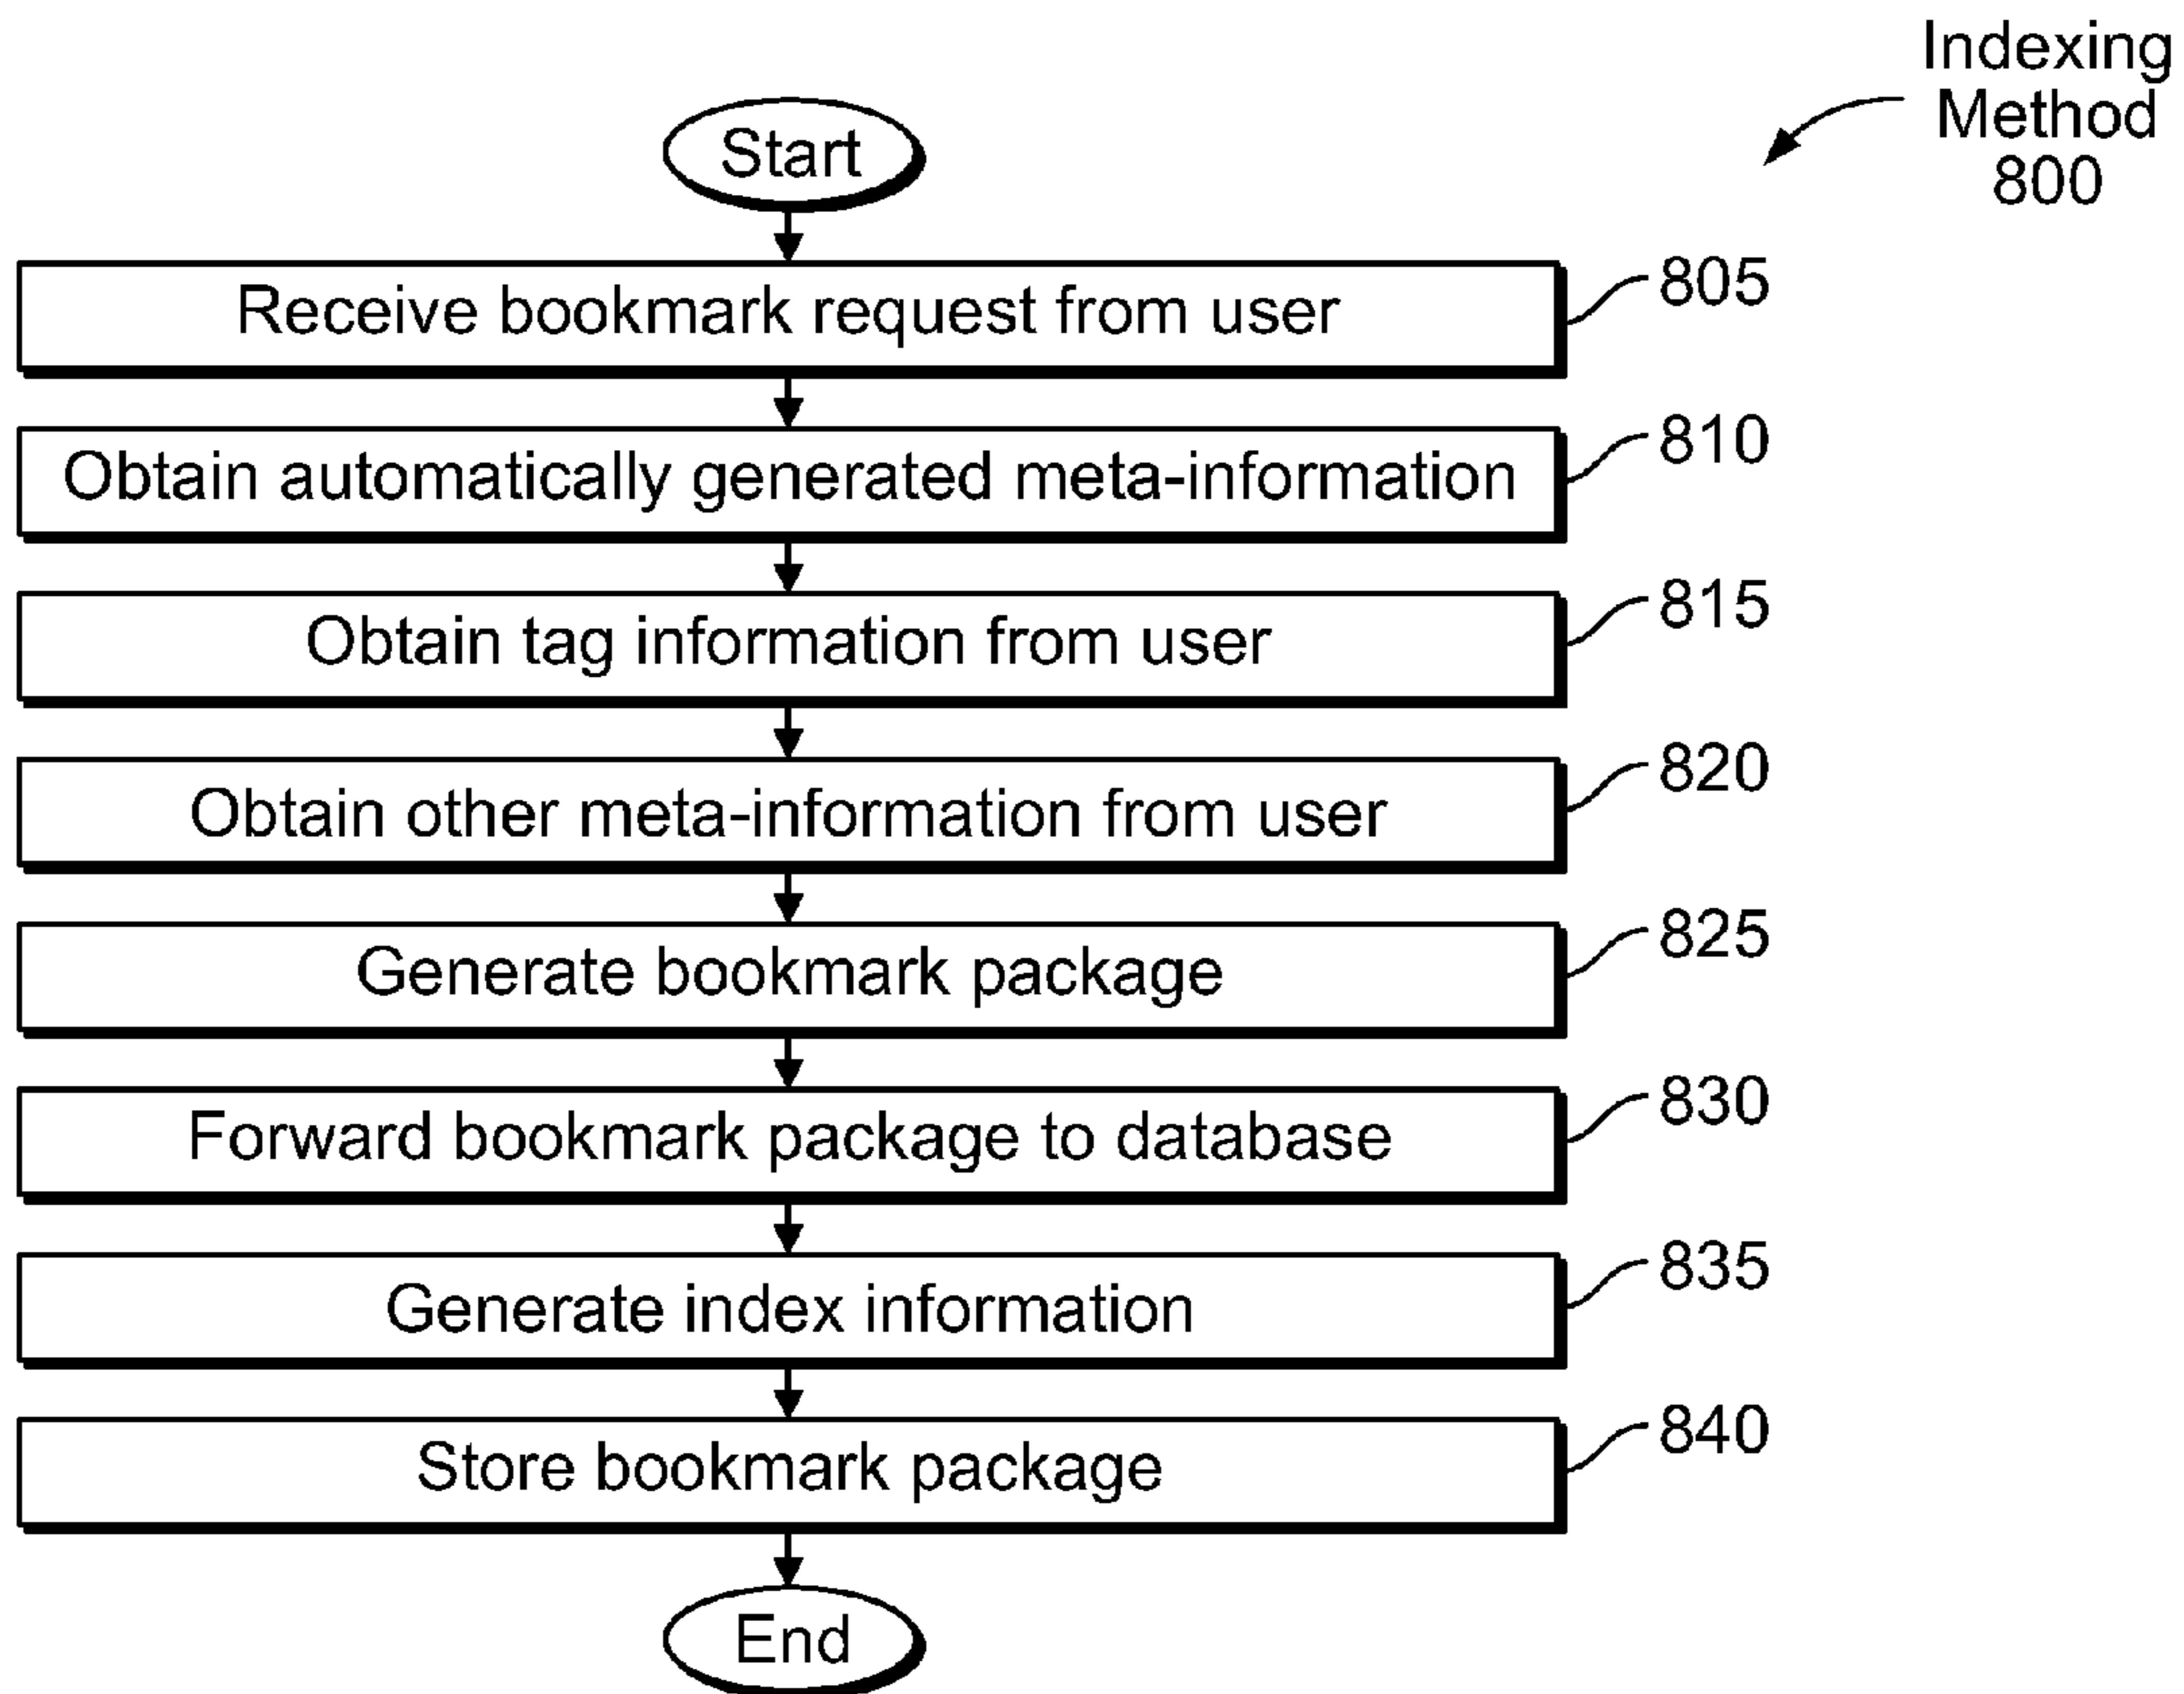 Indexing
Method
800
Start
Receive bookmark request from user
805
Obtain automatically generated meta-information
810
Obtain tag information from user
815
Obtain other meta-information from user
820
Generate bookmark package
825
Forward bookmark package to database
830
Generate index information
835
Store bookmark package
840
End